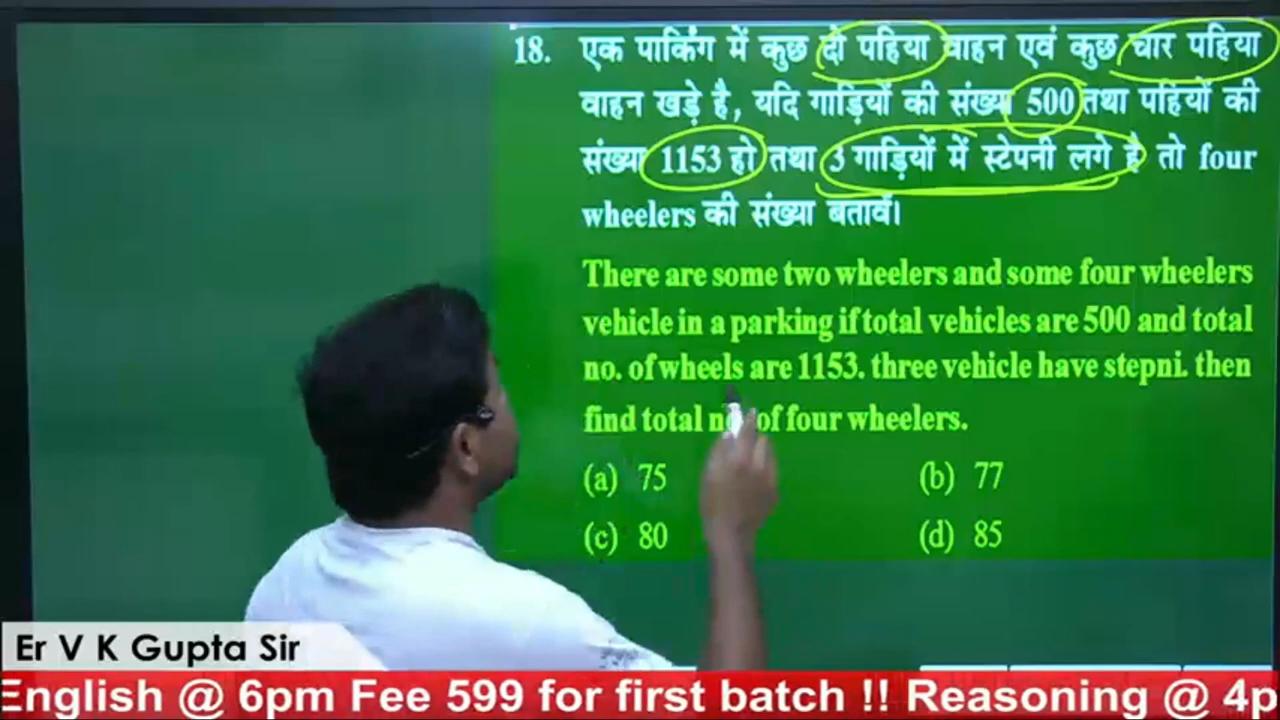 18. एक पार्किंग में कुछ दो पहिया वाहन एवं कुछ चार पहिया
वाहन खड़े है, यदि गाड़ियों की संख्या 500 तथा पहियों की
संख्या 1153 हो तथा 3 गाड़ियों में स्टेपनी लगे है तो four
wheelers की संख्या बतावें।
There are some two wheelers and some four wheelers
vehicle in a parking if total vehicles are 500 and total
no. of wheels are 1153. three vehicle have stepni. then
find total no of four wheelers.
(a) 75 (b) 77
(c) 80 (d) 85
Er V K Gupta Sir
English @ 6pm Fee 599 for first batch !! Reasoning @ 4p